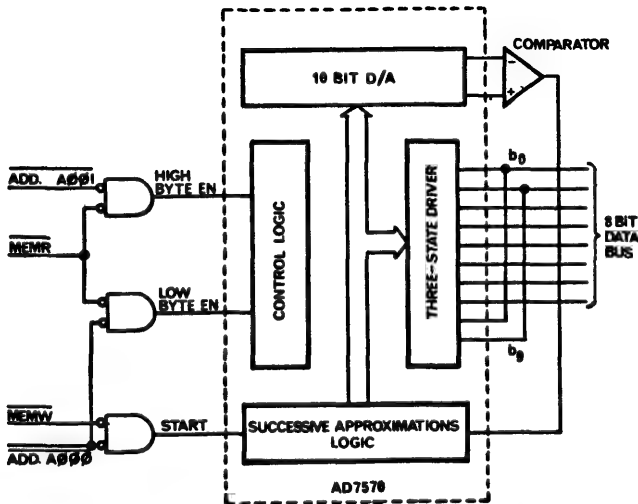 COMPARATOR
10 BIT D/A
−
+
ADD. AØØ1
HIGH
BYTE EN
MEMR
CONTROL LOGIC
THREE-STATE DRIVER
b0
8 BIT
DATA
BUS
LOW
BYTE EN
b9
MEMW
START
SUCCESSIVE APPROXIMATIONS
LOGIC
ADD. AØØØ
AD7570